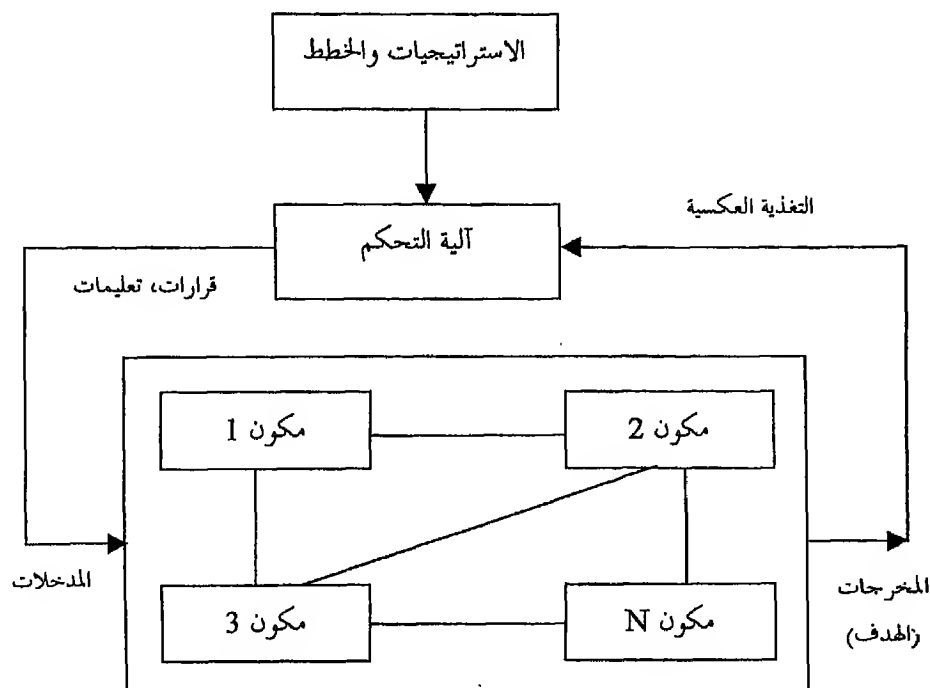 الاستراتيجيات والخطط
آلية التحكم
التغذية العكسية
قرارات، تعليمات
مكون 1
مكون 2
المدخلات
المخرجات
(الهدف)
مكون 3
مكون N